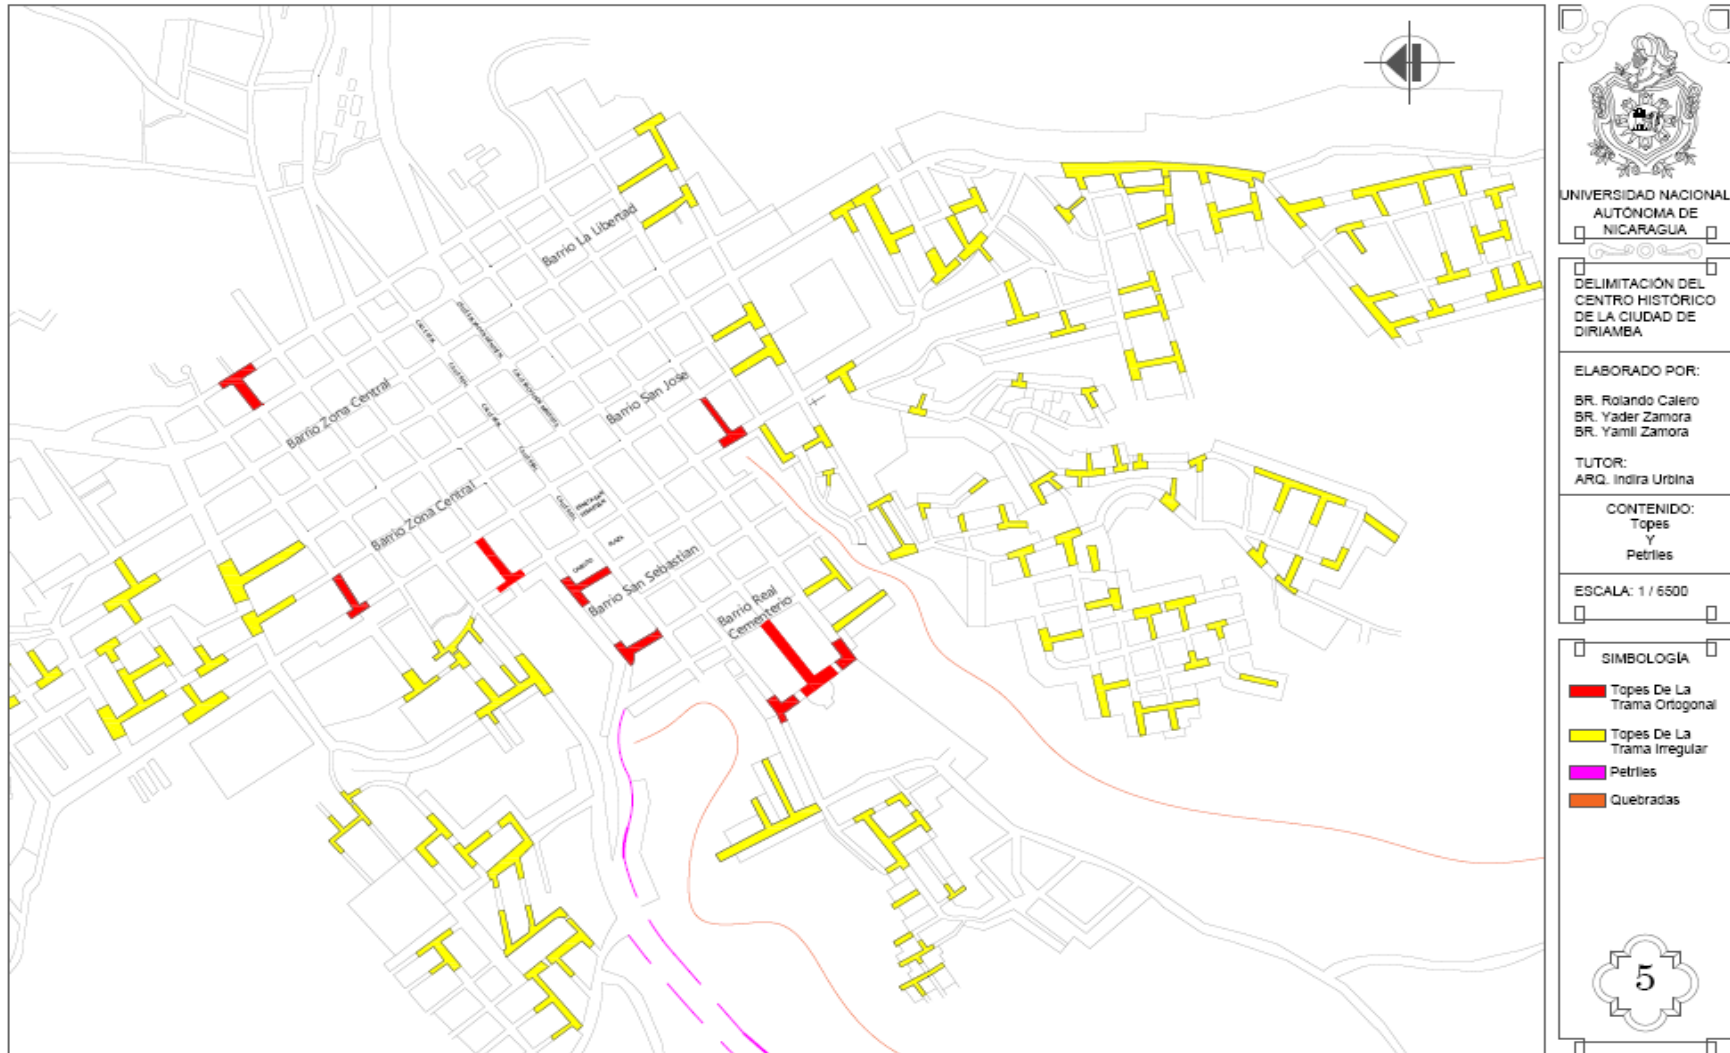 Barrio La Libertad
Barrio San Jose
Barrio Zona Central
Barrio Zona Central
Barrio San Sebastian
Barrio Real
Cementerio
UNIVERSIDAD NACIONAL
AUTÓNOMA DE
NICARAGUA
DELIMITACIÓN DEL
CENTRO HISTÓRICO
DE LA CIUDAD DE
DIRIAMBA
ELABORADO POR:
BR. Rolando Calero
BR. Yader Zamora
BR. Yamil Zamora
TUTOR:
ARQ. Indira Urbina
CONTENIDO:
Topes
Y
Petriles
ESCALA: 1 / 6500
SIMBOLOGÍA
Topes De La
Trama Ortogonal
Topes De La
Trama Irregular
Petriles
Quebradas
5